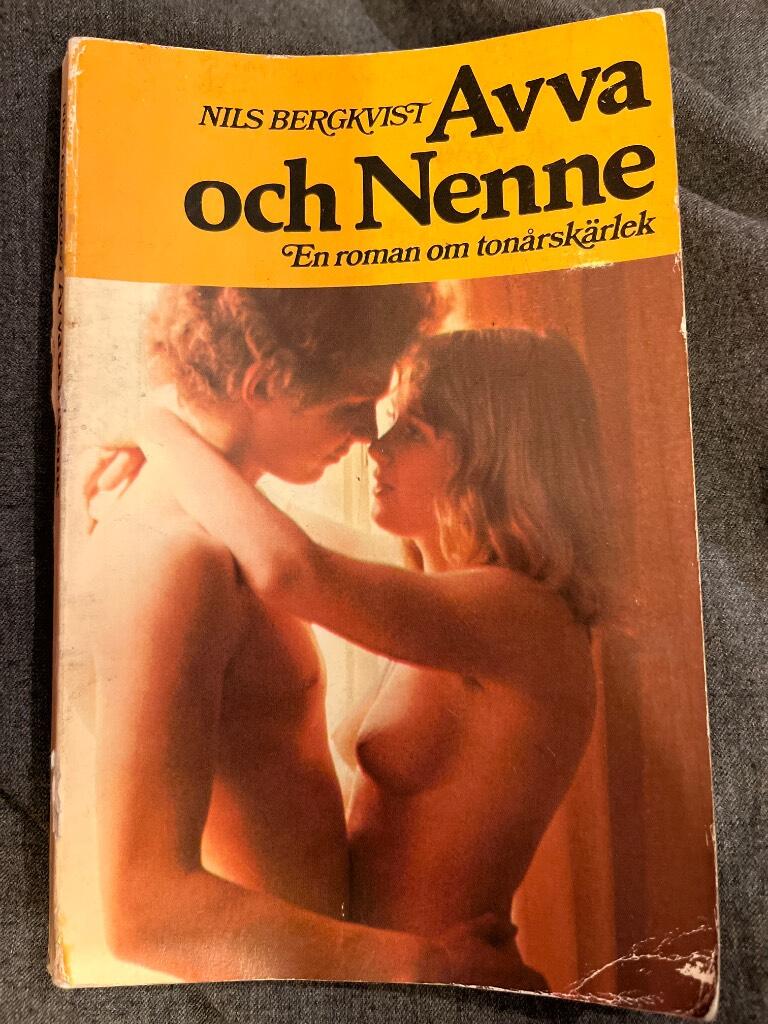 NILS BERGKVIST Avva
och Nenne
En roman om tonårskärlek